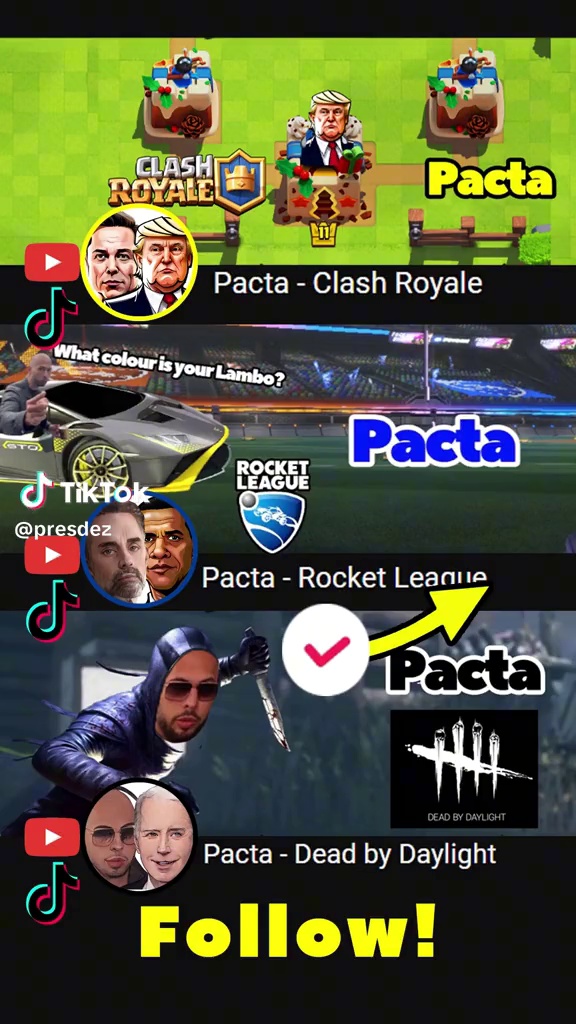 CLASH
ROYALE
Pacta
Pacta - Clash Royale
What colour is your Lambo?
Pacta
GTO
ROCKET
LEAGUE
TikTok
@presdez
Pacta - Rocket League
Pacta
DEAD BY DAYLIGHT
Pacta - Dead by Daylight
Follow!